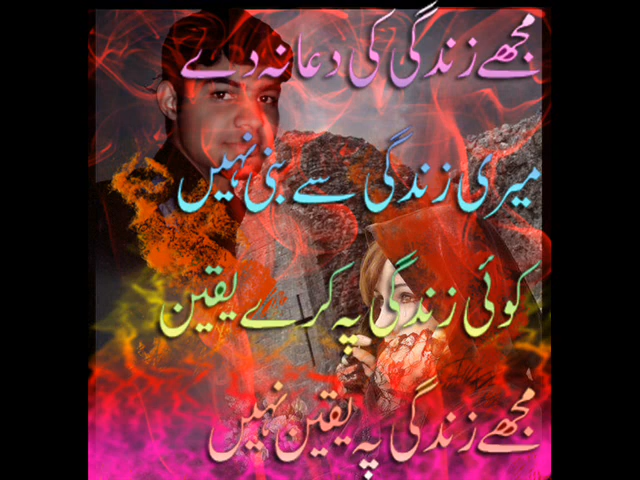 مجھے زندگی کی دعا نہ دے
میری زندگی سے بنی نہیں
کوئی زندگی پہ کرے یقین
مجھے زندگی پہ یقین نہیں